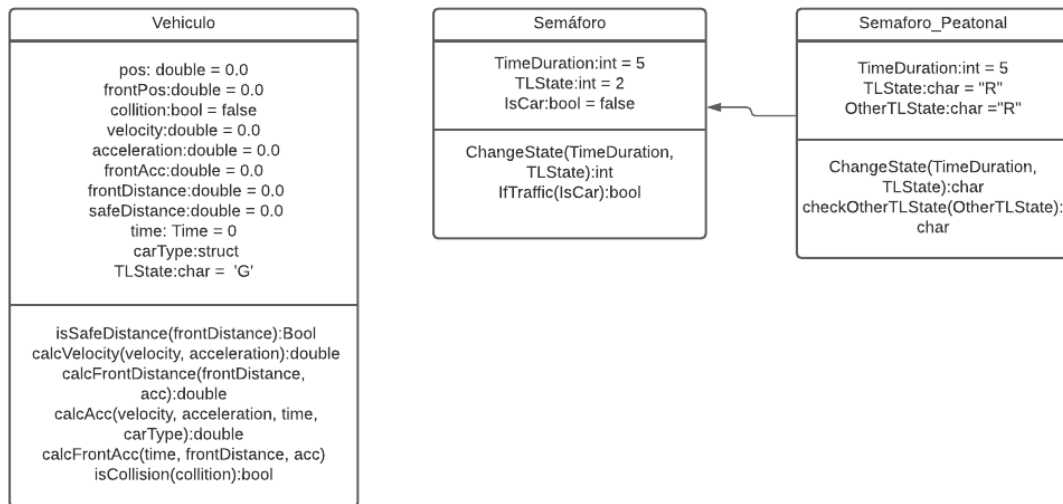 Vehiculo
pos: double = 0.0
frontPos:double = 0.0
collition:bool = false
velocity:double = 0.0
acceleration:double = 0.0
frontAcc:double = 0.0
frontDistance:double = 0.0
safeDistance:double = 0.0
time: Time = 0
carType:struct
TLState:char =  'G'
isSafeDistance(frontDistance):Bool
calcVelocity(velocity, acceleration):double
calcFrontDistance(frontDistance,
acc):double
calcAcc(velocity, acceleration, time,
carType):double
calcFrontAcc(time, frontDistance, acc)
isCollision(collition):bool
Semáforo
TimeDuration:int = 5
TLState:int = 2
IsCar:bool = false
ChangeState(TimeDuration,
TLState):int
IfTraffic(IsCar):bool
Semaforo_Peatonal
TimeDuration:int = 5
TLState:char = "R"
OtherTLState:char ="R"
ChangeState(TimeDuration,
TLState):char
checkOtherTLState(OtherTLState):
char